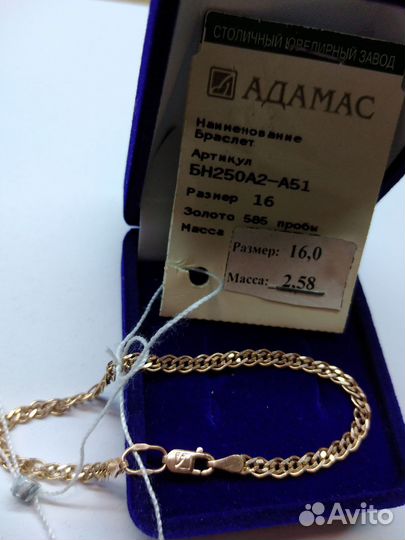 СТОЛИЧНЫЙ ЮВЕЛИРНЫЙ ЗАВОД
АДАМАС
Наименование
Браслет
Артикул
БН250А2-А51
Размер 16
Золото 585 пробы
Масса
Размер: 16,0
Масса: 2.58
Avito